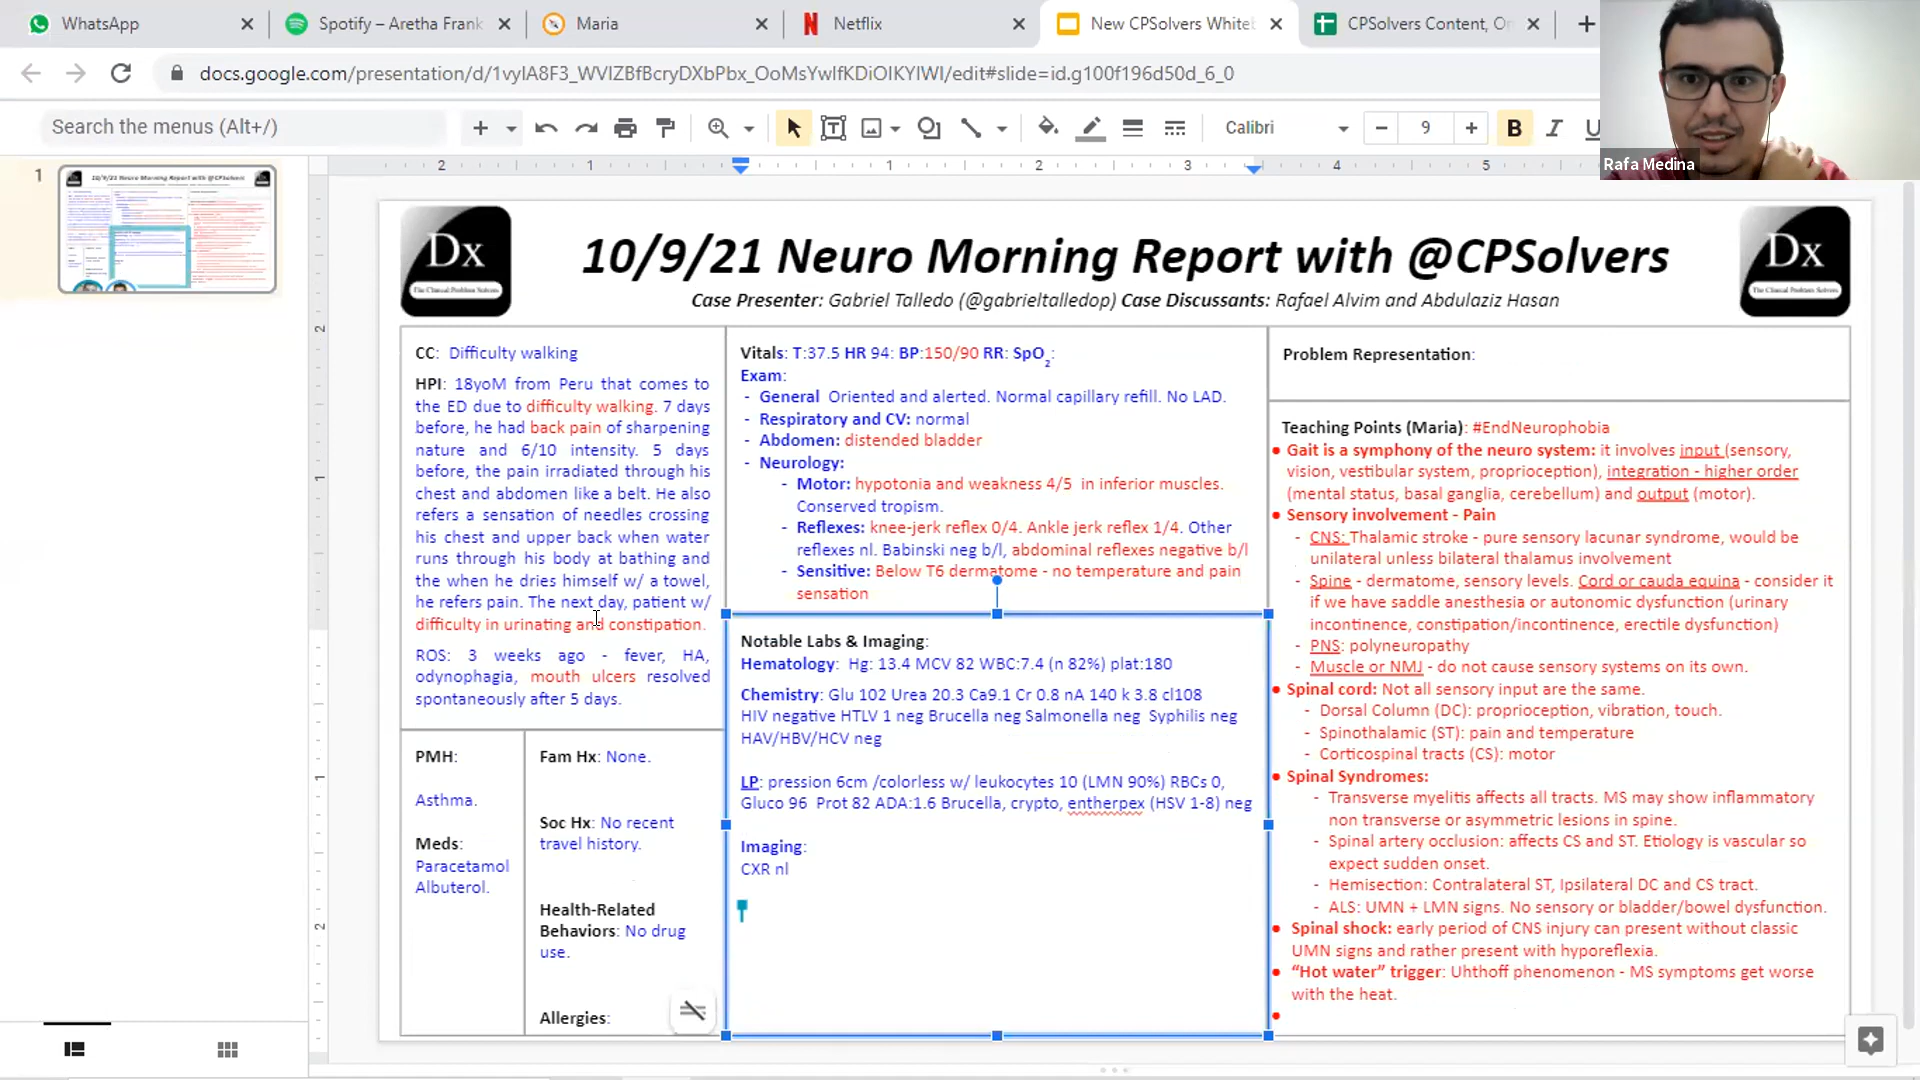 WhatsApp
Spotify – Aretha Frank
Maria
Netflix
New CPSolvers Whiteb
CPSolvers Content, On
docs.google.com/presentation/d/1vylA8F3_WVlZBfBcryDXbPbx_OoMsYwlfKDiOIKYlWI/edit#slide=id.g100f196d50d_6_0
Search the menus (Alt+/)
Calibri
9
B
I
U
Rafa Medina
2 1 1 2 3 4 5
1
2
1
1
2
Dx
The Clinical Problem Solvers
10/9/21 Neuro Morning Report with @CPSolvers
Case Presenter: Gabriel Talledo (@gabrieltalledop) Case Discussants: Rafael Alvim and Abdulaziz Hasan
Dx
The Clinical Problem Solvers
CC: Difficulty walking
HPI: 18yoM from Peru that comes to
the ED due to difficulty walking. 7 days
before, he had back pain of sharpening
nature and 6/10 intensity. 5 days
before, the pain irradiated through his
chest and abdomen like a belt. He also
refers a sensation of needles crossing
his chest and upper back when water
runs through his body at bathing and
the when he dries himself w/ a towel,
he refers pain. The next day, patient w/
difficulty in urinating and constipation.
ROS: 3 weeks ago - fever, HA,
odynophagia, mouth ulcers resolved
spontaneously after 5 days.
PMH:
Asthma.
Meds:
Paracetamol
Albuterol.
Fam Hx: None.
Soc Hx: No recent
travel history.
Health-Related
Behaviors: No drug
use.
Allergies:
Vitals: T:37.5 HR 94: BP:150/90 RR: SpO2:
Exam:
- General Oriented and alerted. Normal capillary refill. No LAD.
- Respiratory and CV: normal
- Abdomen: distended bladder
- Neurology:
- Motor: hypotonia and weakness 4/5 in inferior muscles.
Conserved tropism.
- Reflexes: knee-jerk reflex 0/4. Ankle jerk reflex 1/4. Other
reflexes nl. Babinski neg b/l, abdominal reflexes negative b/l
- Sensitive: Below T6 dermatome - no temperature and pain
sensation
Notable Labs & Imaging:
Hematology: Hg: 13.4 MCV 82 WBC:7.4 (n 82%) plat:180
Chemistry: Glu 102 Urea 20.3 Ca9.1 Cr 0.8 nA 140 k 3.8 cl108
HIV negative HTLV 1 neg Brucella neg Salmonella neg Syphilis neg
HAV/HBV/HCV neg
LP: pression 6cm /colorless w/ leukocytes 10 (LMN 90%) RBCs 0,
Gluco 96 Prot 82 ADA:1.6 Brucella, crypto, entherpex (HSV 1-8) neg
Imaging:
CXR nl
Problem Representation:
Teaching Points (Maria): #EndNeurophobia
• Gait is a symphony of the neuro system: it involves input (sensory,
vision, vestibular system, proprioception), integration - higher order
(mental status, basal ganglia, cerebellum) and output (motor).
• Sensory involvement - Pain
- CNS: Thalamic stroke - pure sensory lacunar syndrome, would be
unilateral unless bilateral thalamus involvement
- Spine - dermatome, sensory levels. Cord or cauda equina - consider it
if we have saddle anesthesia or autonomic dysfunction (urinary
incontinence, constipation/incontinence, erectile dysfunction)
- PNS: polyneuropathy
- Muscle or NMJ - do not cause sensory systems on its own.
• Spinal cord: Not all sensory input are the same.
- Dorsal Column (DC): proprioception, vibration, touch.
- Spinothalamic (ST): pain and temperature
- Corticospinal tracts (CS): motor
• Spinal Syndromes:
- Transverse myelitis affects all tracts. MS may show inflammatory
non transverse or asymmetric lesions in spine.
- Spinal artery occlusion: affects CS and ST. Etiology is vascular so
expect sudden onset.
- Hemisection: Contralateral ST, Ipsilateral DC and CS tract.
- ALS: UMN + LMN signs. No sensory or bladder/bowel dysfunction.
• Spinal shock: early period of CNS injury can present without classic
UMN signs and rather present with hyporeflexia.
• “Hot water” trigger: Uhthoff phenomenon - MS symptoms get worse
with the heat.
•